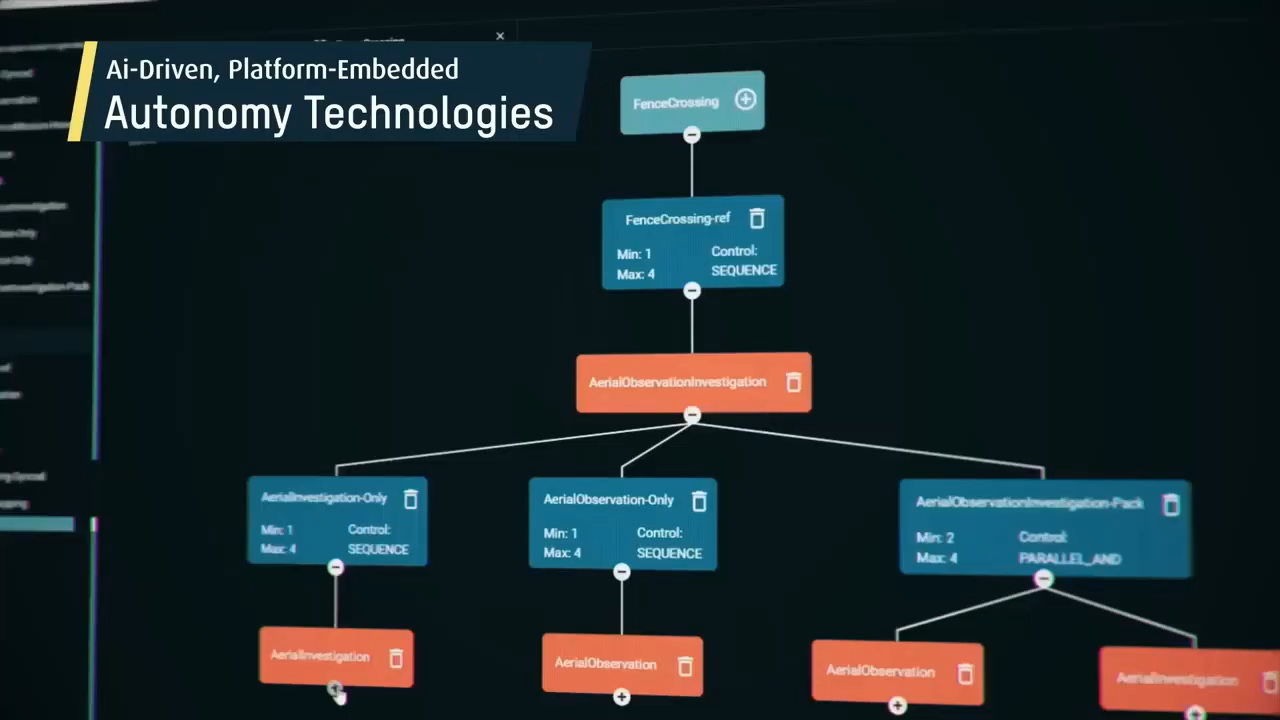 Ai-Driven, Platform-Embedded
Autonomy Technologies
FenceCrossing
FenceCrossing-ref
Min: 1
Control:
Max: 4
SEQUENCE
AerialObservationInvestigation
AerialInvestigation-Only
Min: 1
Control:
Max: 4
SEQUENCE
AerialObservation-Only
Min: 1
Control:
Max: 4
SEQUENCE
AerialObservationInvestigation-Pack
Min: 2
Control:
Max: 4
PARALLEL_AND
AerialInvestigation
AerialObservation
AerialObservation
AerialInvestigation